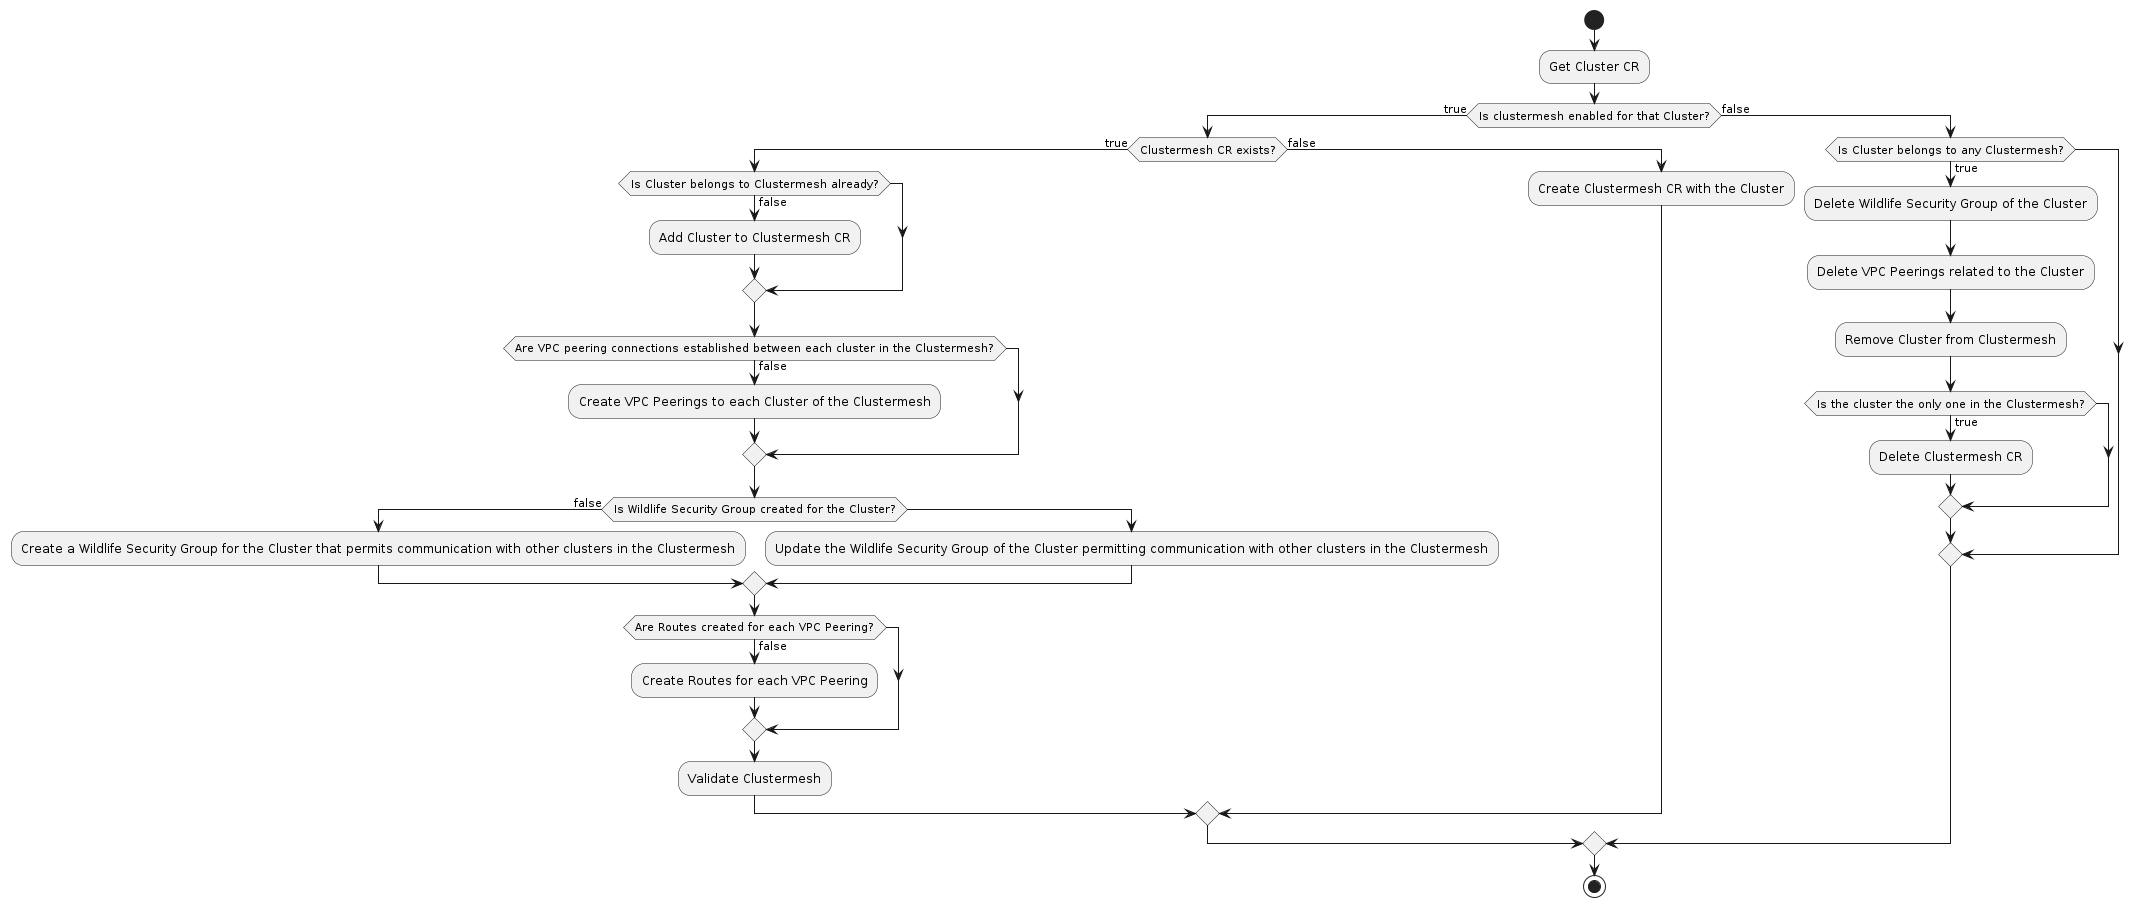 Get Cluster CR
Is clustermesh enabled for that Cluster?
true
false
Clustermesh CR exists?
true
false
Is Cluster belongs to Clustermesh already?
false
Add Cluster to Clustermesh CR
Are VPC peering connections established between each cluster in the Clustermesh?
false
Create VPC Peerings to each Cluster of the Clustermesh
Is Wildlife Security Group created for the Cluster?
false
Create a Wildlife Security Group for the Cluster that permits communication with other clusters in the Clustermesh
Update the Wildlife Security Group of the Cluster permitting communication with other clusters in the Clustermesh
Are Routes created for each VPC Peering?
false
Create Routes for each VPC Peering
Validate Clustermesh
Create Clustermesh CR with the Cluster
Is Cluster belongs to any Clustermesh?
true
Delete Wildlife Security Group of the Cluster
Delete VPC Peerings related to the Cluster
Remove Cluster from Clustermesh
Is the cluster the only one in the Clustermesh?
true
Delete Clustermesh CR